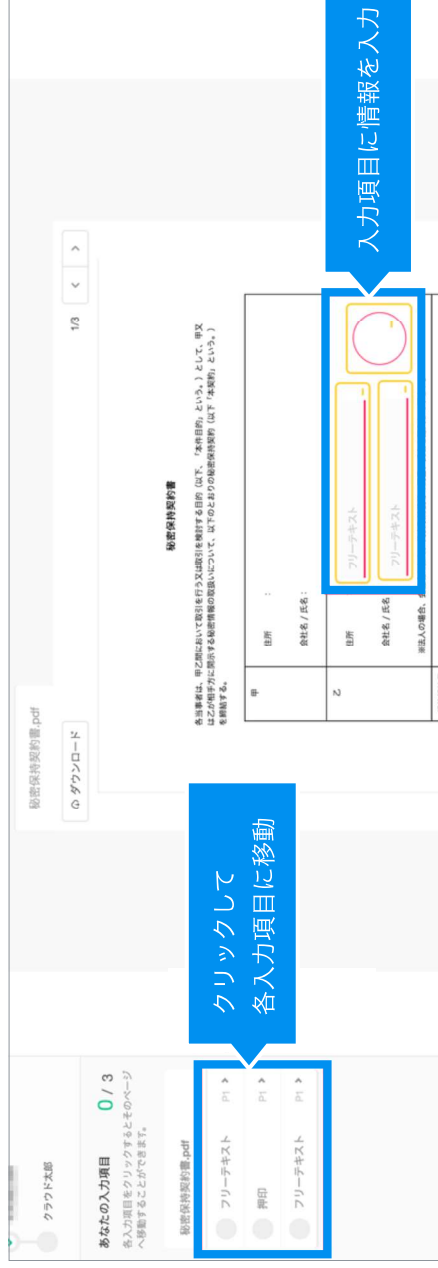 クラウド太郎
あなたの入力項目 0 / 3
各入力項目をクリックするとそのページ
へ移動することができます。
秘密保持契約書.pdf
フリーテキスト P1 >
押印 P1 >
フリーテキスト P1 >
クリックして
各入力項目に移動
秘密保持契約書.pdf
ダウンロード
1/3 < >
秘密保持契約書
各当事者は、甲乙間において取引を行う又は取引を検討する目的（以下、「本件目的」という。）として、甲又
は乙が相手方に開示する秘密情報の取扱いについて、以下のとおりの秘密保持契約（以下「本契約」という。）
を締結する。
甲
住所 :
会社名 / 氏名 :
乙
住所
フリーテキスト
会社名 / 氏名
フリーテキスト
※法人の場合、
入力項目に情報を入力